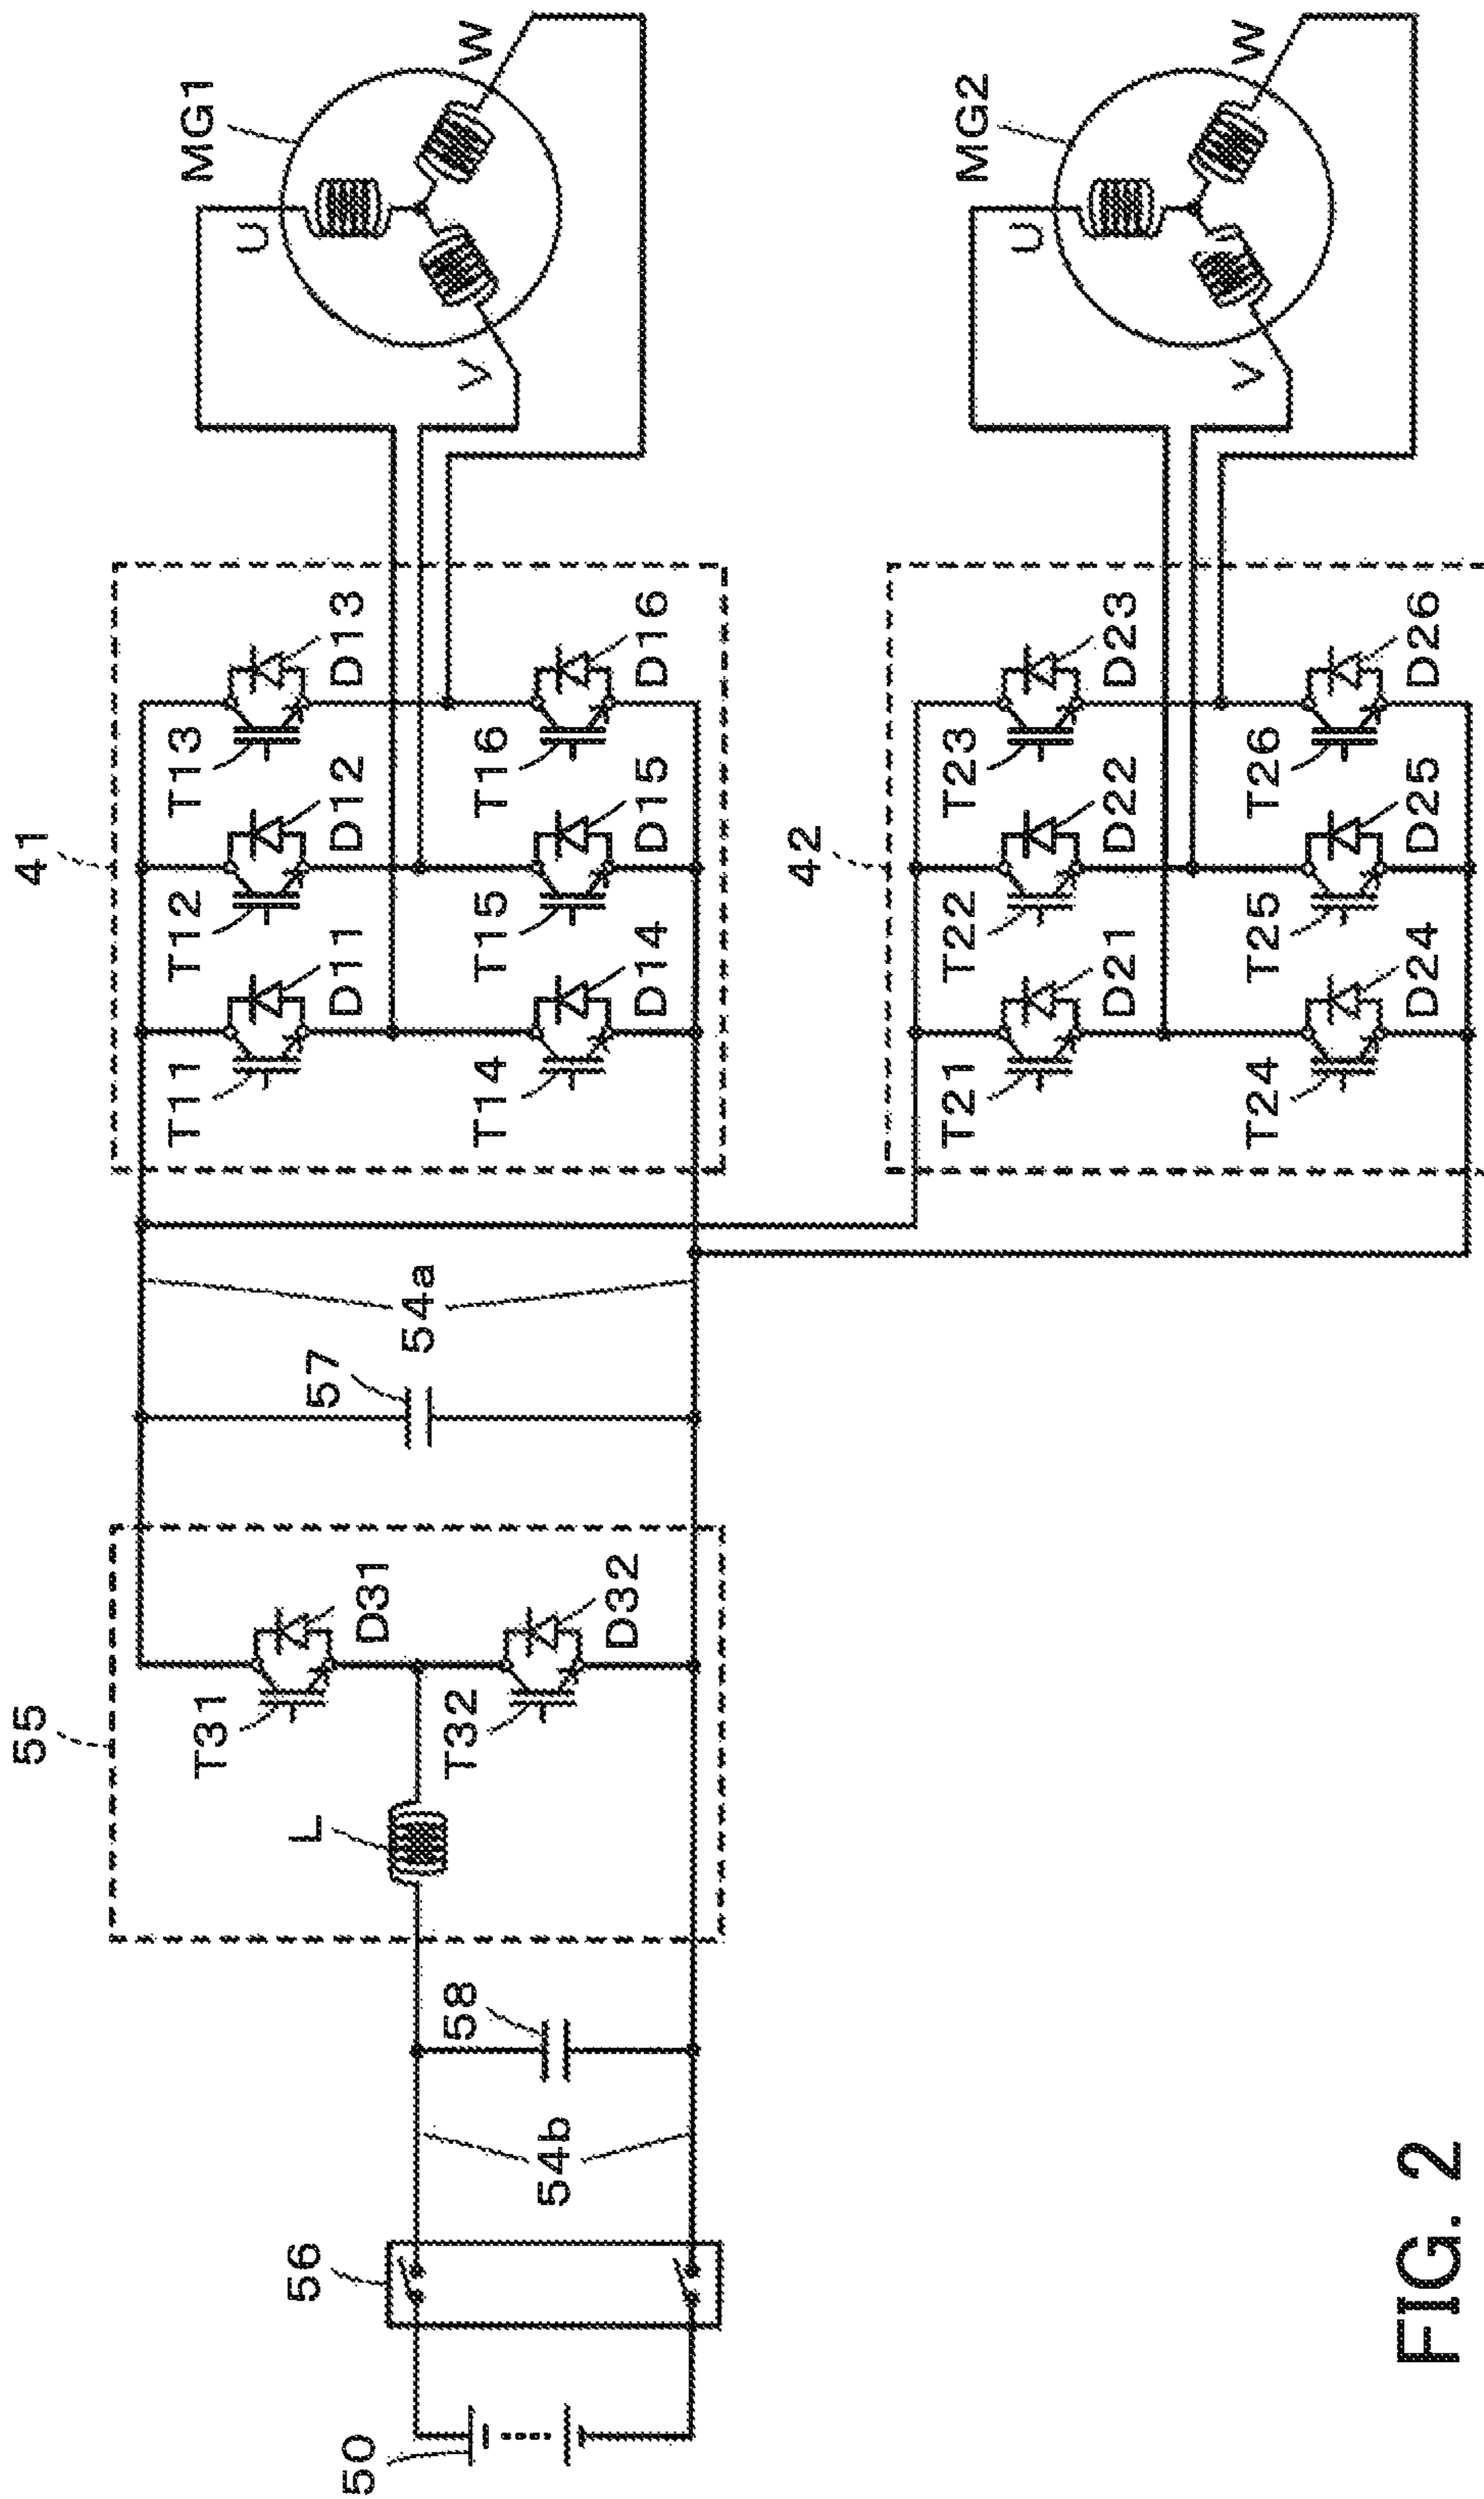 50
56
54b
58
55
L
T31
D31
T32
D32
57
54a
41
T11
D11
T12
D12
T13
D13
T14
D14
T15
D15
T16
D16
MG1
U
V
W
42
T21
D21
T22
D22
T23
D23
T24
D24
T25
D25
T26
D26
MG2
U
V
W
FIG. 2